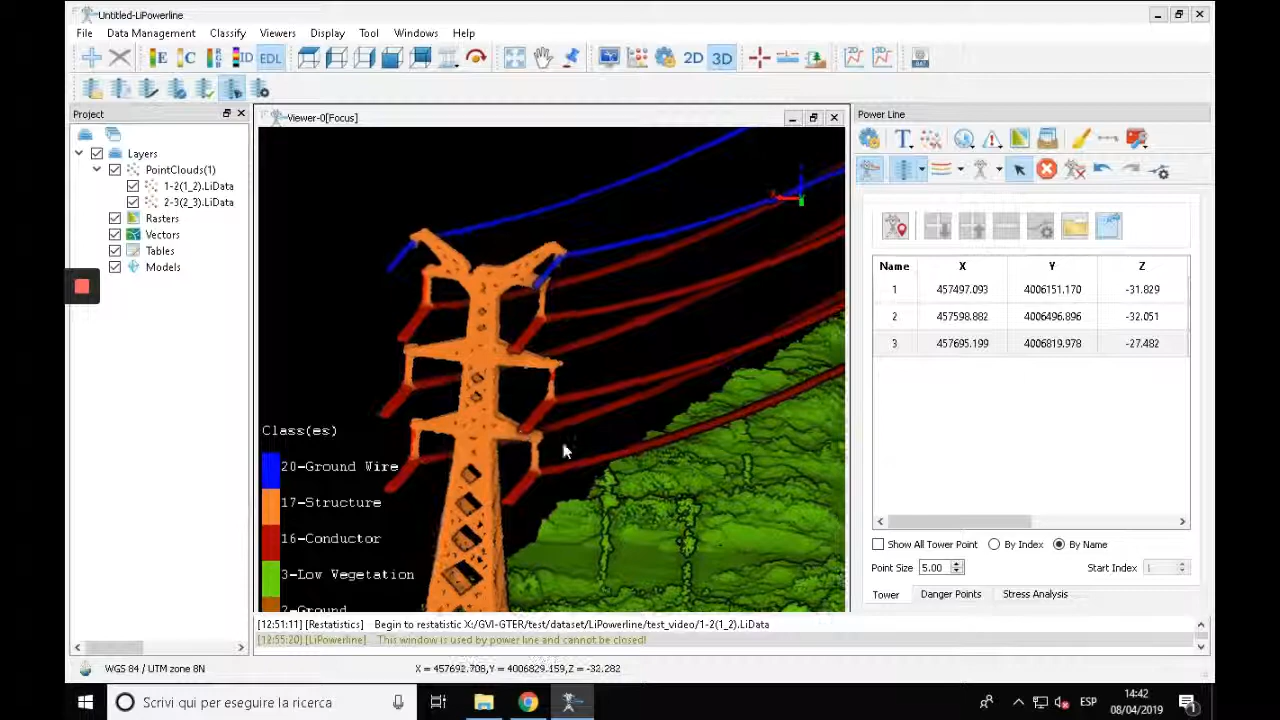 Untitled-LiPowerline
File Data Management Classify Viewers Display Tool Windows Help
E C ID EDL 2D 3D
Project
Viewer-0[Focus]
Power Line
Layers
PointClouds(1)
1-2(1_2).LiData
2-3(2_3).LiData
Rasters
Vectors
Tables
Models
Name X Y Z
1 457497.093 4006151.170 -31.829
2 457598.882 4006496.896 -32.051
3 457695.199 4006819.978 -27.482
Class(es)
20-Ground Wire
17-Structure
16-Conductor
3-Low Vegetation
2-Ground
Show All Tower Point By Index By Name
Point Size 5.00 Start Index 1
Tower Danger Points Stress Analysis
[12:51:11] [Restatistics] Begin to restatistic X:/GVI-GTER/test/dataset/LiPowerline/test_video/1-2(1_2).LiData
[12:55:20] [LiPowerline] This window is used by power line and cannot be closed!
WGS 84 / UTM zone 8N X = 457692.708,Y = 4006829.159,Z = -32.282
Scrivi qui per eseguire la ricerca
ESP
14:42
08/04/2019